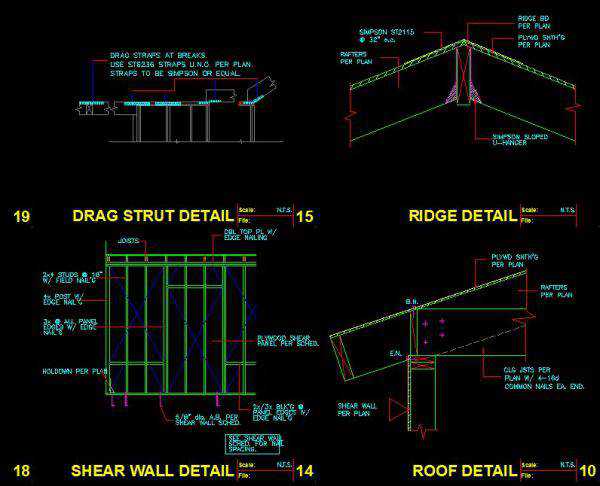 DRAG STRAPS AT BREAKS.
USE ST6236 STRAPS U.N.O. PER PLAN.
STRAPS TO BE SIMPSON OR EQUAL.
19
DRAG STRUT DETAIL
Scale: N.T.S.
File:
SIMPSON ST2115
@ 32" o.c.
RAFTERS
PER PLAN
RIDGE BD
PER PLAN
PLYWD SHTH'G
PER PLAN
SIMPSON SLOPED
U-HANGER
15
RIDGE DETAIL
Scale: N.T.S.
File:
JOISTS
DBL TOP PL W/
EDGE NAILING
2x4 STUDS @ 16"
W/ FIELD NAIL'G
4x POST W/
EDGE NAIL'G
3x @ ALL PANEL
EDGES W/ EDGE
NAIL'G
HOLDOWN PER PLAN
PLYWOOD SHEAR
PANEL PER SCHED.
5/8" dia. A.B. PER
SHEAR WALL SCHED.
2x/3x BLK'G @
PANEL EDGES W/
EDGE NAIL'G
SEE SHEAR WALL
SCHED. FOR NAIL
SPACING.
18
SHEAR WALL DETAIL
Scale: N.T.S.
File:
PLYWD SHTH'G
PER PLAN
RAFTERS
PER PLAN
B.N.
E.N.
CLG JSTS PER
PLAN W/ 4-16d
COMMON NAILS EA. END.
SHEAR WALL
PER PLAN
14
ROOF DETAIL
Scale: N.T.S.
File:
10